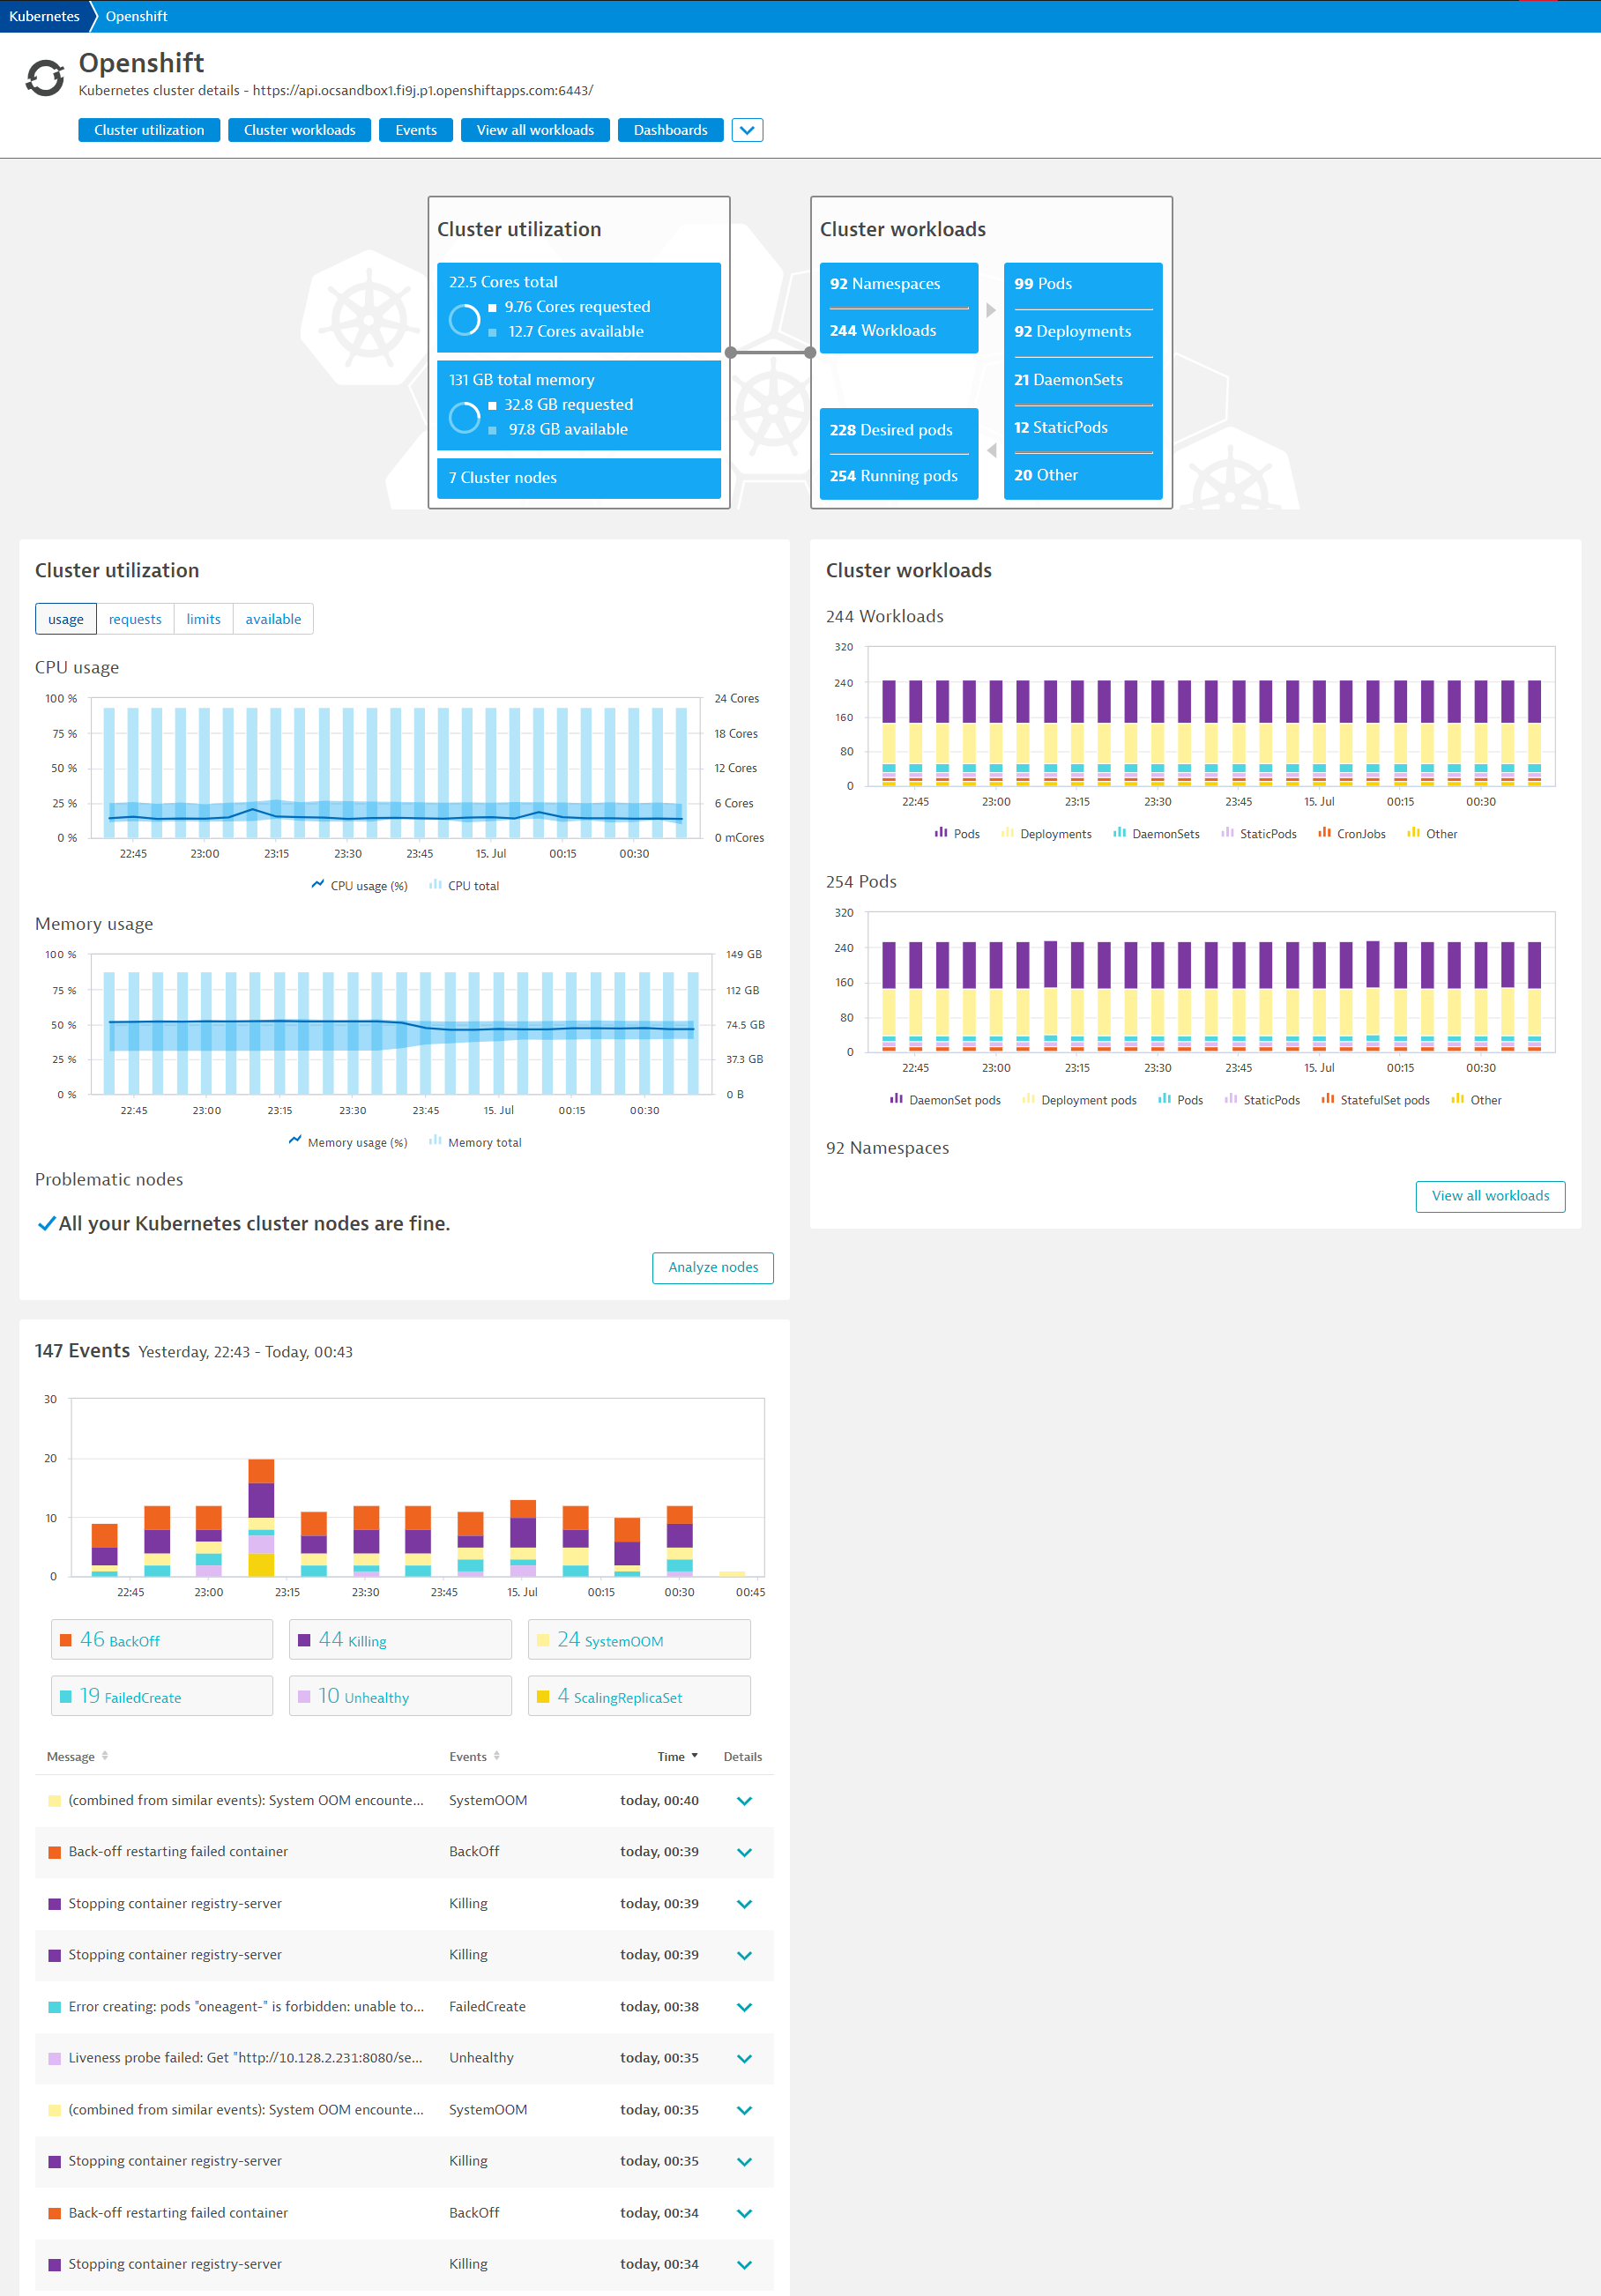 Kubernetes Openshift
Openshift
Kubernetes cluster details - https://api.ocsandbox1.fi9j.p1.openshiftapps.com:6443/
Cluster utilization Cluster workloads Events View all workloads Dashboards
Cluster utilization
22.5 Cores total
9.76 Cores requested
12.7 Cores available
131 GB total memory
32.8 GB requested
97.8 GB available
7 Cluster nodes
Cluster workloads
92 Namespaces
244 Workloads
99 Pods
92 Deployments
21 DaemonSets
12 StaticPods
20 Other
228 Desired pods
254 Running pods
Cluster utilization
usage requests limits available
CPU usage
100 % 24 Cores
75 % 18 Cores
50 % 12 Cores
25 % 6 Cores
0 % 0 mCores
22:45 23:00 23:15 23:30 23:45 15. Jul 00:15 00:30
CPU usage (%) CPU total
Memory usage
100 % 149 GB
75 % 112 GB
50 % 74.5 GB
25 % 37.3 GB
0 % 0 B
22:45 23:00 23:15 23:30 23:45 15. Jul 00:15 00:30
Memory usage (%) Memory total
Problematic nodes
All your Kubernetes cluster nodes are fine.
Analyze nodes
Cluster workloads
244 Workloads
320
240
160
80
0
22:45 23:00 23:15 23:30 23:45 15. Jul 00:15 00:30
Pods Deployments DaemonSets StaticPods CronJobs Other
254 Pods
320
240
160
80
0
22:45 23:00 23:15 23:30 23:45 15. Jul 00:15 00:30
DaemonSet pods Deployment pods Pods StaticPods StatefulSet pods Other
92 Namespaces
View all workloads
147 Events Yesterday, 22:43 - Today, 00:43
30
20
10
0
22:45 23:00 23:15 23:30 23:45 15. Jul 00:15 00:30 00:45
46 BackOff 44 Killing 24 SystemOOM
19 FailedCreate 10 Unhealthy 4 ScalingReplicaSet
Message Events Time Details
(combined from similar events): System OOM encounte... SystemOOM today, 00:40
Back-off restarting failed container BackOff today, 00:39
Stopping container registry-server Killing today, 00:39
Stopping container registry-server Killing today, 00:39
Error creating: pods "oneagent-" is forbidden: unable to... FailedCreate today, 00:38
Liveness probe failed: Get "http://10.128.2.231:8080/se... Unhealthy today, 00:35
(combined from similar events): System OOM encounte... SystemOOM today, 00:35
Stopping container registry-server Killing today, 00:35
Back-off restarting failed container BackOff today, 00:34
Stopping container registry-server Killing today, 00:34